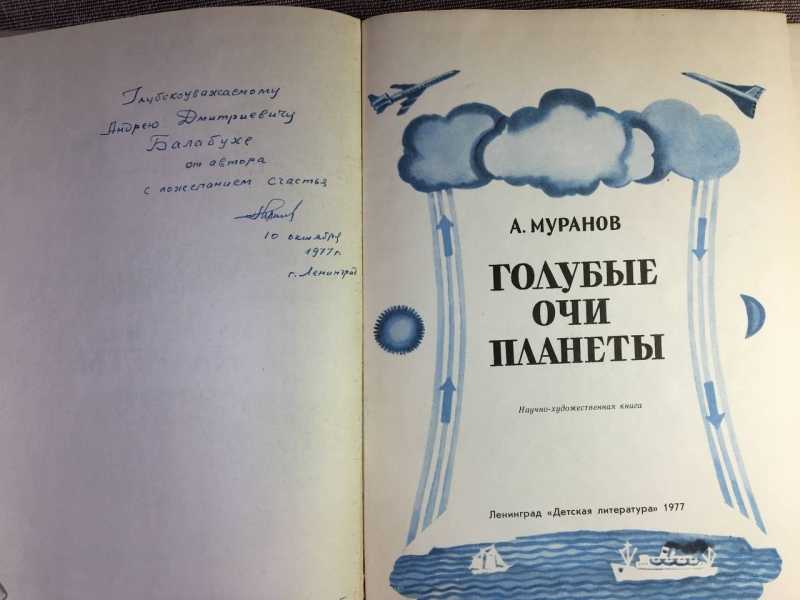 Глубокоуважаемому
Андрею Дмитриевичу
Балабухе
от автора
с пожеланием счастья
10 октября
1977 г.
г. Ленинград
А. МУРАНОВ
ГОЛУБЫЕ
ОЧИ
ПЛАНЕТЫ
Научно-художественная книга
Ленинград «Детская литература» 1977